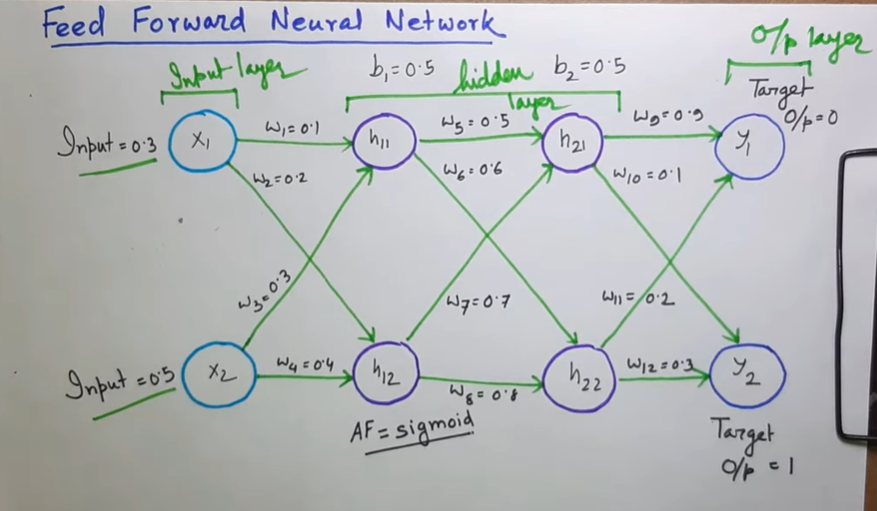 Feed Forward Neural Network
Input layer
b₁=0.5
hidden layer
b₂=0.5
O/p layer
Target O/p=0
Input=0.3
x₁
w₁=0.1
h₁₁
w₅=0.5
h₂₁
w₉=0.9
y₁
w₂=0.2
w₆=0.6
w₁₀=0.1
w₃=0.3
w₇=0.7
w₁₁=0.2
Input=0.5
x₂
w₄=0.4
h₁₂
w₈=0.8
h₂₂
w₁₂=0.3
y₂
AF=sigmoid
Target
O/p=1